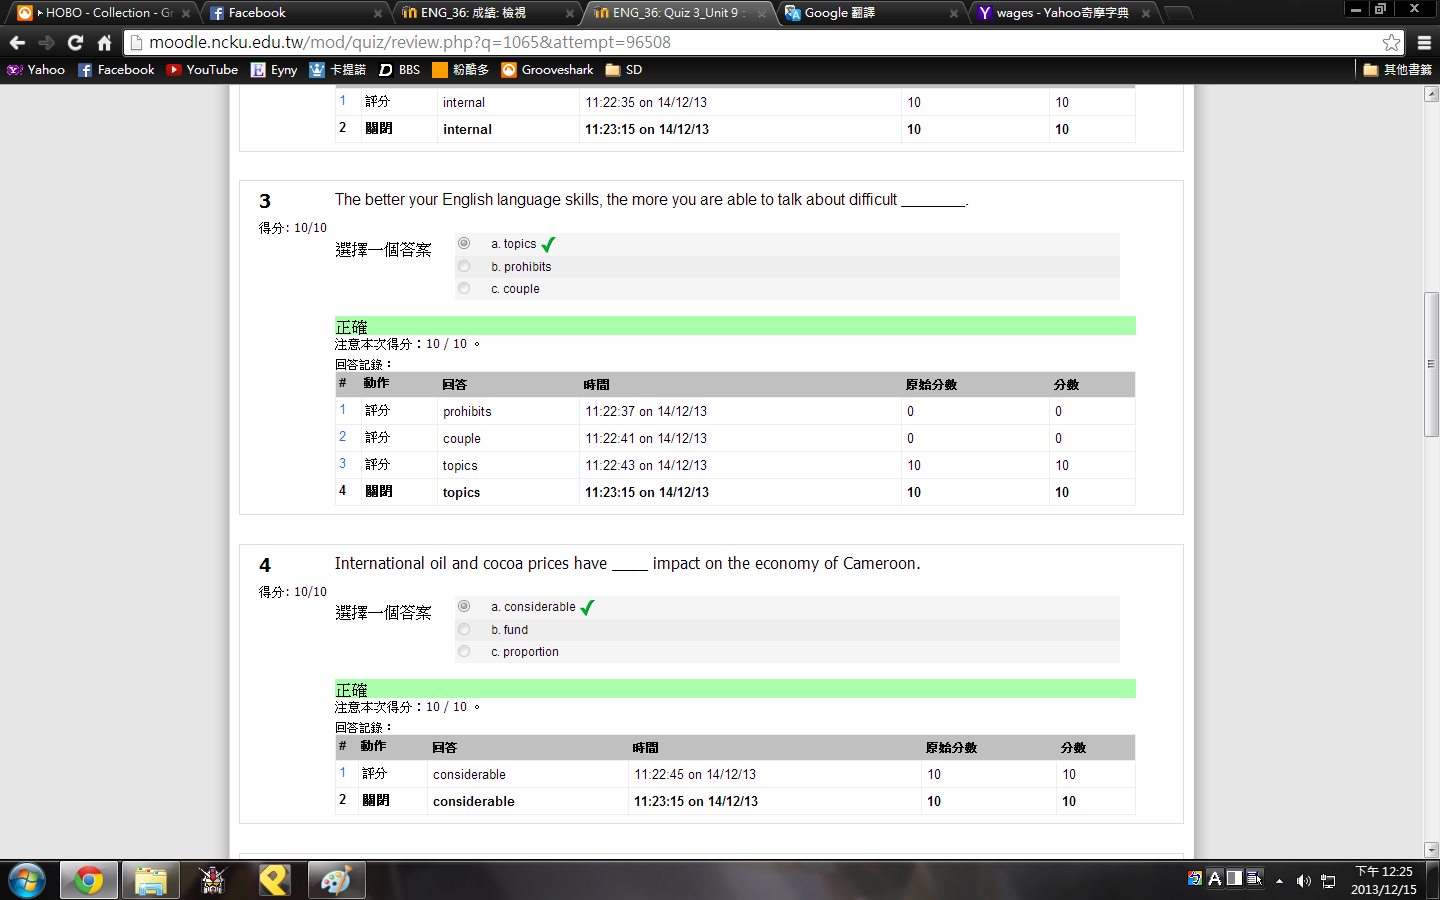 HOBO - Collection - Gr
Facebook
ENG_36: 成績: 檢視
ENG_36: Quiz 3_Unit 9 :
Google 翻譯
wages - Yahoo奇摩字典
moodle.ncku.edu.tw/mod/quiz/review.php?q=1065&attempt=96508
Yahoo Facebook YouTube Eyny 卡提諾 BBS 粉酷多 Grooveshark SD 其他書籤
1 評分 internal 11:22:35 on 14/12/13 10 10
2 關閉 internal 11:23:15 on 14/12/13 10 10
3 The better your English language skills, the more you are able to talk about difficult ________.
得分: 10/10
選擇一個答案
a. topics
b. prohibits
c. couple
正確
注意本次得分：10 / 10 。
回答記錄：
# 動作 回答 時間 原始分數 分數
1 評分 prohibits 11:22:37 on 14/12/13 0 0
2 評分 couple 11:22:41 on 14/12/13 0 0
3 評分 topics 11:22:43 on 14/12/13 10 10
4 關閉 topics 11:23:15 on 14/12/13 10 10
4 International oil and cocoa prices have _____ impact on the economy of Cameroon.
得分: 10/10
選擇一個答案
a. considerable
b. fund
c. proportion
正確
注意本次得分：10 / 10 。
回答記錄：
# 動作 回答 時間 原始分數 分數
1 評分 considerable 11:22:45 on 14/12/13 10 10
2 關閉 considerable 11:23:15 on 14/12/13 10 10
下午 12:25
2013/12/15